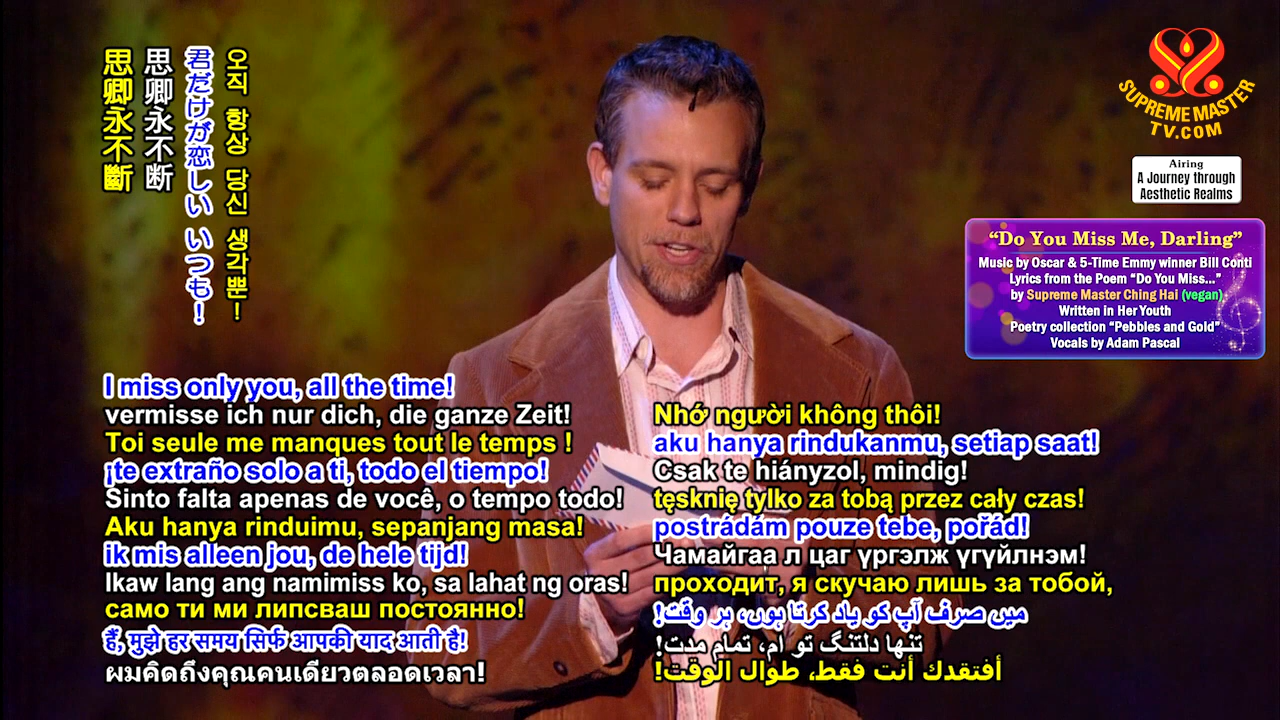 思卿永不斷
思卿永不断
君だけが恋しい いつも!
오직 항상 당신 생각뿐!
I miss only you, all the time!
vermisse ich nur dich, die ganze Zeit!
Toi seule me manques tout le temps !
¡te extraño solo a ti, todo el tiempo!
Sinto falta apenas de você, o tempo todo!
Aku hanya rinduimu, sepanjang masa!
ik mis alleen jou, de hele tijd!
Ikaw lang ang namimiss ko, sa lahat ng oras!
само ти ми липсваш постоянно!
हैं, मुझे हर समय सिर्फ आपकी याद आती है!
ผมคิดถึงคุณคนเดียวตลอดเวลา!
Nhớ người không thôi!
aku hanya rindukanmu, setiap saat!
Csak te hiányzol, mindig!
tęsknię tylko za tobą przez cały czas!
postrádám pouze tebe, pořád!
Чамайгаа л цаг үргэлж үгүйлнэм!
проходит, я скучаю лишь за тобой,
میں صرف آپ کو یاد کرتا ہوں، ہر وقت!
تنها دلتنگ تو ام، تمام مدت!
أفتقدك أنت فقط، طوال الوقت!
SUPREME MASTER
TV.COM
Airing
A Journey through
Aesthetic Realms
“Do You Miss Me, Darling”
Music by Oscar & 5-Time Emmy winner Bill Conti
Lyrics from the Poem “Do You Miss...”
by Supreme Master Ching Hai (vegan)
Written in Her Youth
Poetry collection “Pebbles and Gold”
Vocals by Adam Pascal